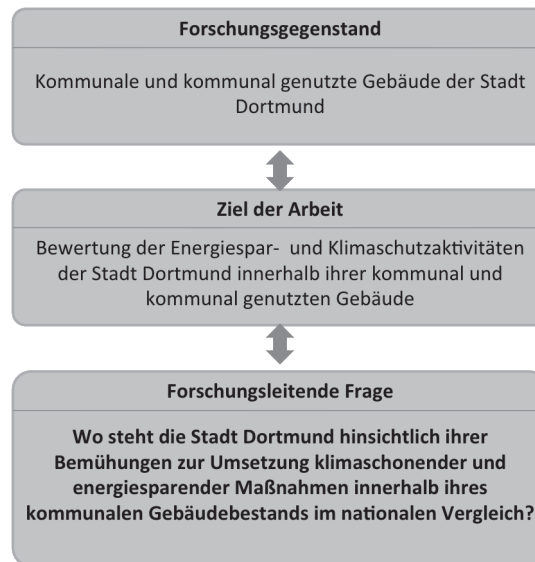 Forschungsgegenstand
Kommunale und kommunal genutzte Gebäude der Stadt
Dortmund
Ziel der Arbeit
Bewertung der Energiespar- und Klimaschutzaktivitäten
der Stadt Dortmund innerhalb ihrer kommunal und
kommunal genutzten Gebäude
Forschungsleitende Frage
Wo steht die Stadt Dortmund hinsichtlich ihrer
Bemühungen zur Umsetzung klimaschonender und
energiesparender Maßnahmen innerhalb ihres
kommunalen Gebäudebestands im nationalen Vergleich?